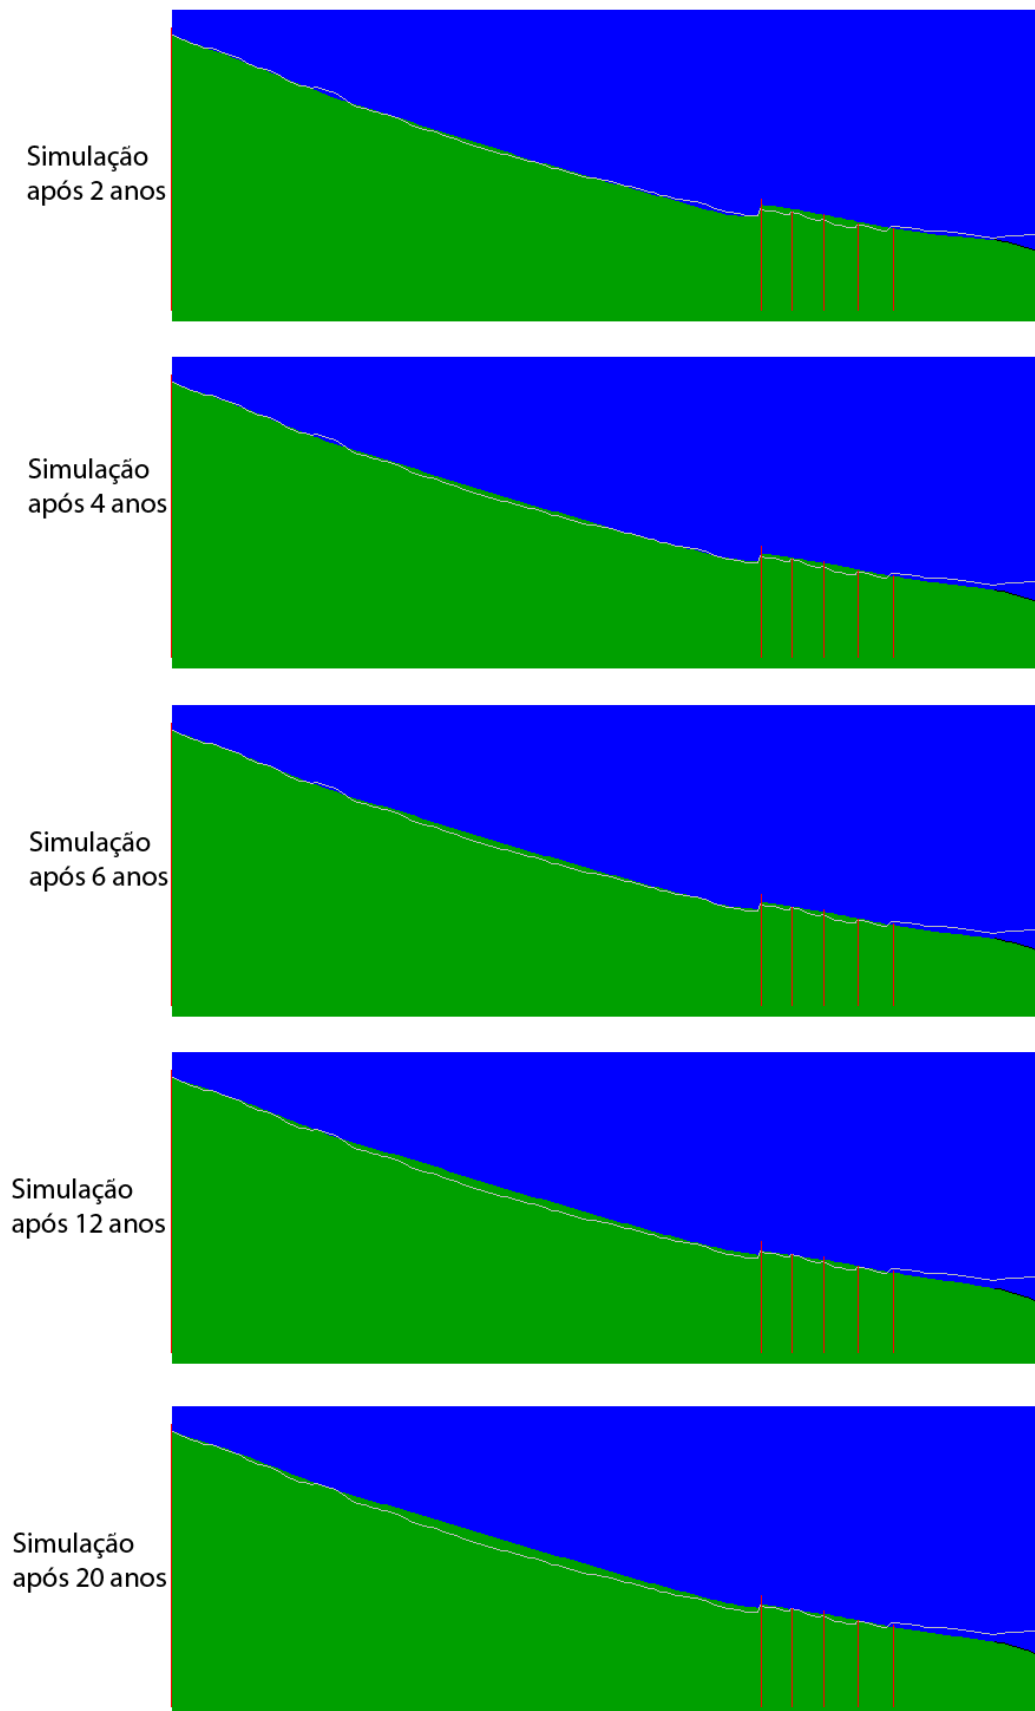 Simulação
após 2 anos
Simulação
após 4 anos
Simulação
após 6 anos
Simulação
após 12 anos
Simulação
após 20 anos